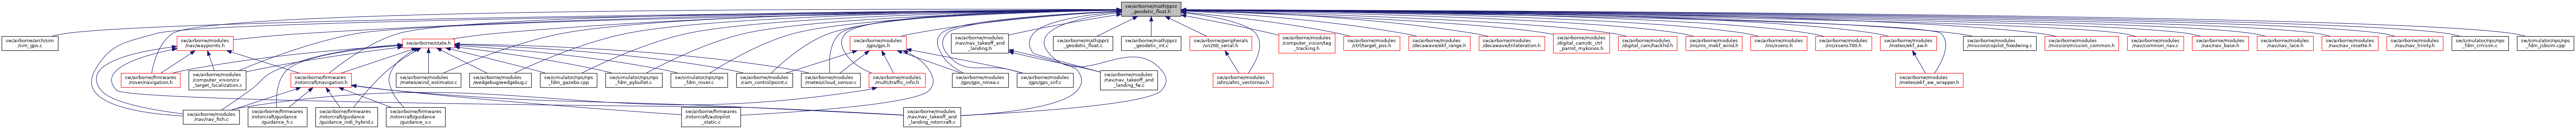 sw/airborne/math/pprz
_geodetic_float.h
sw/airborne/arch/sim
/sim_gps.c
sw/airborne/modules
/nav/waypoints.h
sw/airborne/state.h
sw/airborne/modules
/gps/gps.h
sw/airborne/modules
/nav/nav_takeoff_and
_landing.h
sw/airborne/math/pprz
_geodetic_float.c
sw/airborne/math/pprz
_geodetic_int.c
sw/airborne/peripherals
/vn200_serial.h
sw/airborne/modules
/computer_vision/tag
_tracking.h
sw/airborne/modules
/ctrl/target_pos.h
sw/airborne/modules
/decawave/ekf_range.h
sw/airborne/modules
/decawave/trilateration.h
sw/airborne/modules
/digital_cam/dc_ctrl
_parrot_mykonos.h
sw/airborne/modules
/digital_cam/hackhd.h
sw/airborne/modules
/ins/ins_mekf_wind.h
sw/airborne/modules
/ins/xsens.h
sw/airborne/modules
/ins/xsens700.h
sw/airborne/modules
/meteo/ekf_aw.h
sw/airborne/modules
/mission/copilot_fixedwing.c
sw/airborne/modules
/mission/mission_common.h
sw/airborne/modules
/nav/common_nav.c
sw/airborne/modules
/nav/nav_base.h
sw/airborne/modules
/nav/nav_lace.h
sw/airborne/modules
/nav/nav_rosette.h
sw/airborne/modules
/nav/nav_trinity.h
sw/simulator/nps/nps
_fdm_crrcsim.c
sw/simulator/nps/nps
_fdm_jsbsim.cpp
sw/airborne/firmwares
/rover/navigation.h
sw/airborne/modules
/computer_vision/cv
_target_localization.c
sw/airborne/firmwares
/rotorcraft/navigation.h
sw/airborne/modules
/meteo/wind_estimator.c
sw/airborne/modules
/wedgebug/wedgebug.c
sw/simulator/nps/nps
_fdm_gazebo.cpp
sw/simulator/nps/nps
_fdm_pybullet.c
sw/simulator/nps/nps
_fdm_rover.c
sw/airborne/modules
/cam_control/point.c
sw/airborne/modules
/meteo/cloud_sensor.c
sw/airborne/modules
/multi/traffic_info.h
sw/airborne/modules
/gps/gps_nmea.c
sw/airborne/modules
/gps/gps_sirf.c
sw/airborne/modules
/nav/nav_takeoff_and
_landing_fw.c
sw/airborne/modules
/ahrs/ahrs_vectornav.h
sw/airborne/modules
/meteo/ekf_aw_wrapper.h
sw/airborne/modules
/nav/nav_fish.c
sw/airborne/firmwares
/rotorcraft/guidance
/guidance_h.c
sw/airborne/firmwares
/rotorcraft/guidance
/guidance_indi_hybrid.c
sw/airborne/firmwares
/rotorcraft/guidance
/guidance_v.c
sw/airborne/firmwares
/rotorcraft/autopilot
_static.c
sw/airborne/modules
/nav/nav_takeoff_and
_landing_rotorcraft.c